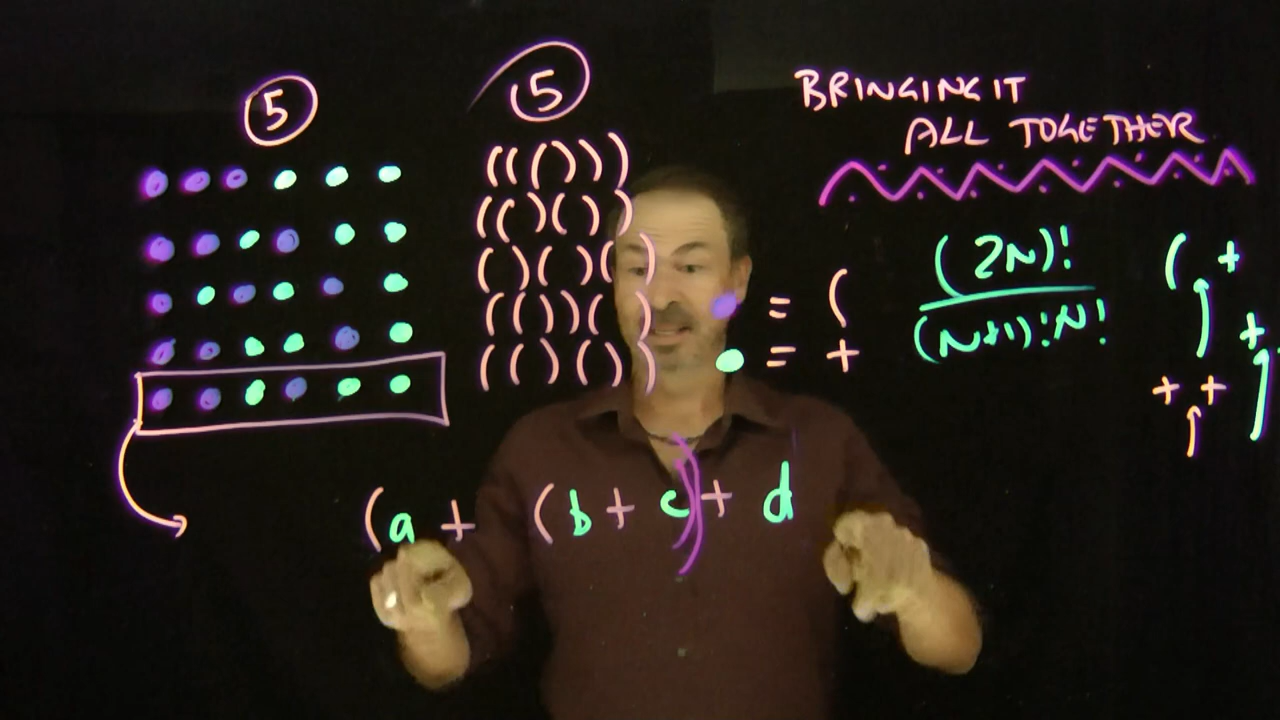 5
5
BRINGING IT
ALL TOGETHER
((()))
(()())
()()()
(())()
(()())
= (
= +
(2N)!
(N+1)!N!
( +
+
+ +
(a + (b + c)) + d